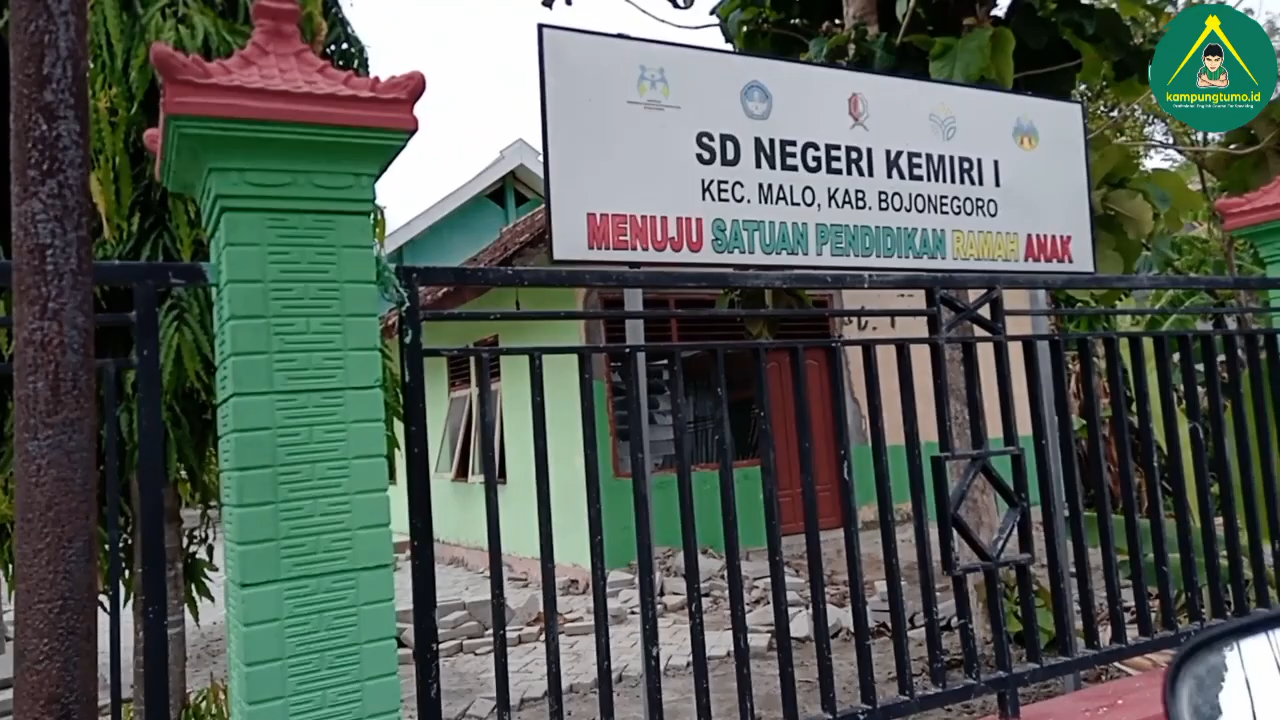 kampungtumo.id
SD NEGERI KEMIRI I
KEC. MALO, KAB. BOJONEGORO
MENUJU SATUAN PENDIDIKAN RAMAH ANAK